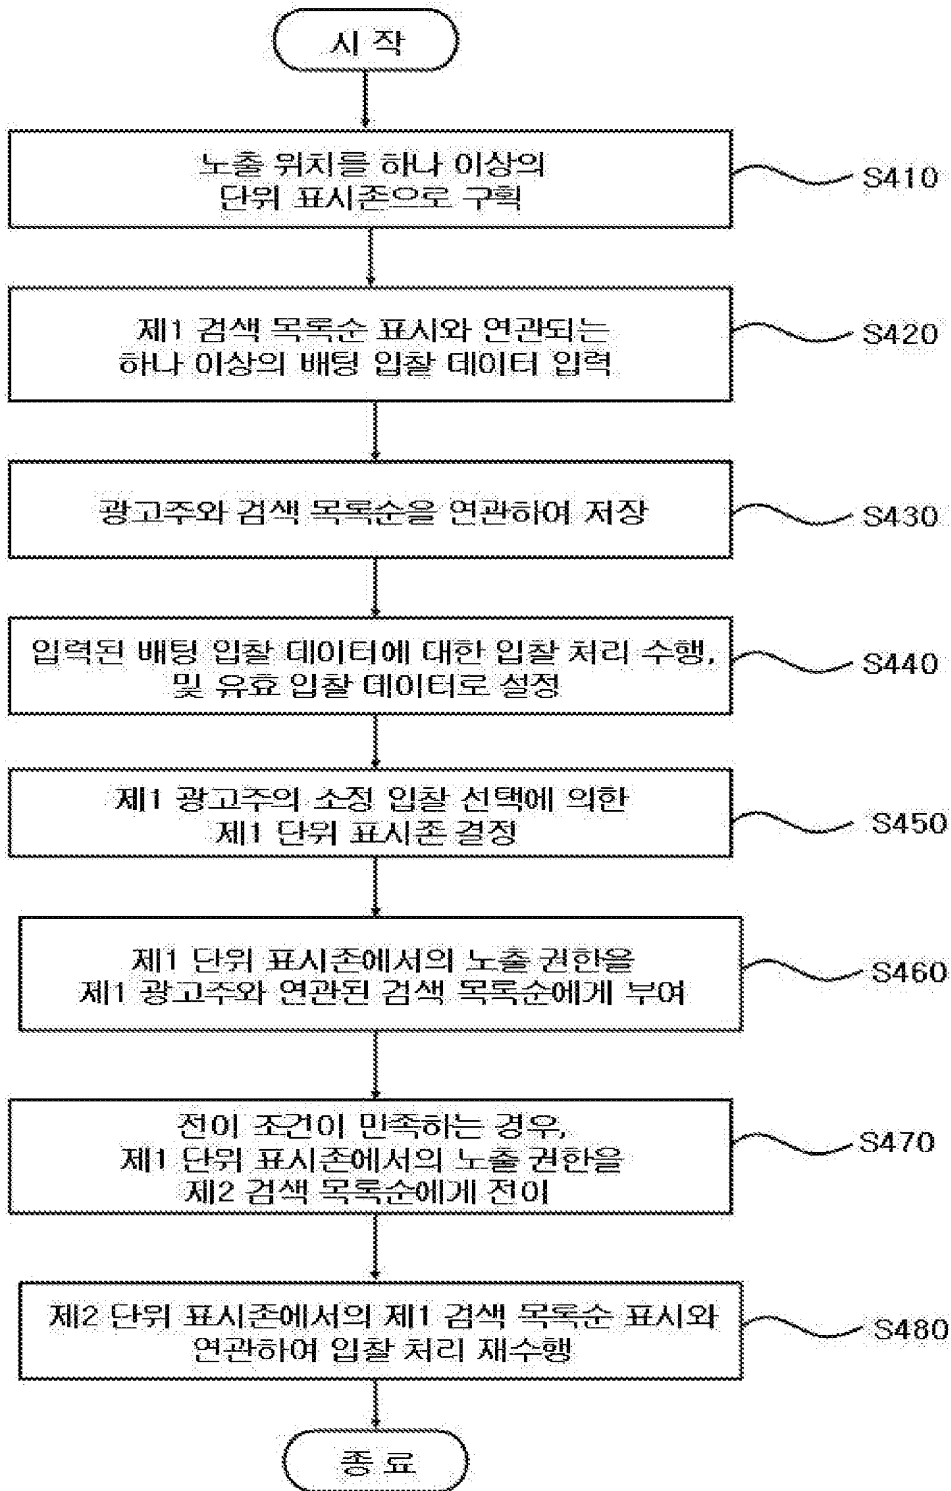 시 작
노출 위치를 하나 이상의
단위 표시존으로 구획
S410
제1 검색 목록순 표시와 연관되는
하나 이상의 배팅 입찰 데이터 입력
S420
광고주와 검색 목록순을 연관하여 저장
S430
입력된 배팅 입찰 데이터에 대한 입찰 처리 수행,
및 유효 입찰 데이터로 설정
S440
제1 광고주의 소정 입찰 선택에 의한
제1 단위 표시존 결정
S450
제1 단위 표시존에서의 노출 권한을
제1 광고주와 연관된 검색 목록순에게 부여
S460
전이 조건이 만족하는 경우,
제1 단위 표시존에서의 노출 권한을
제2 검색 목록순에게 전이
S470
제2 단위 표시존에서의 제1 검색 목록순 표시와
연관하여 입찰 처리 재수행
S480
종 료